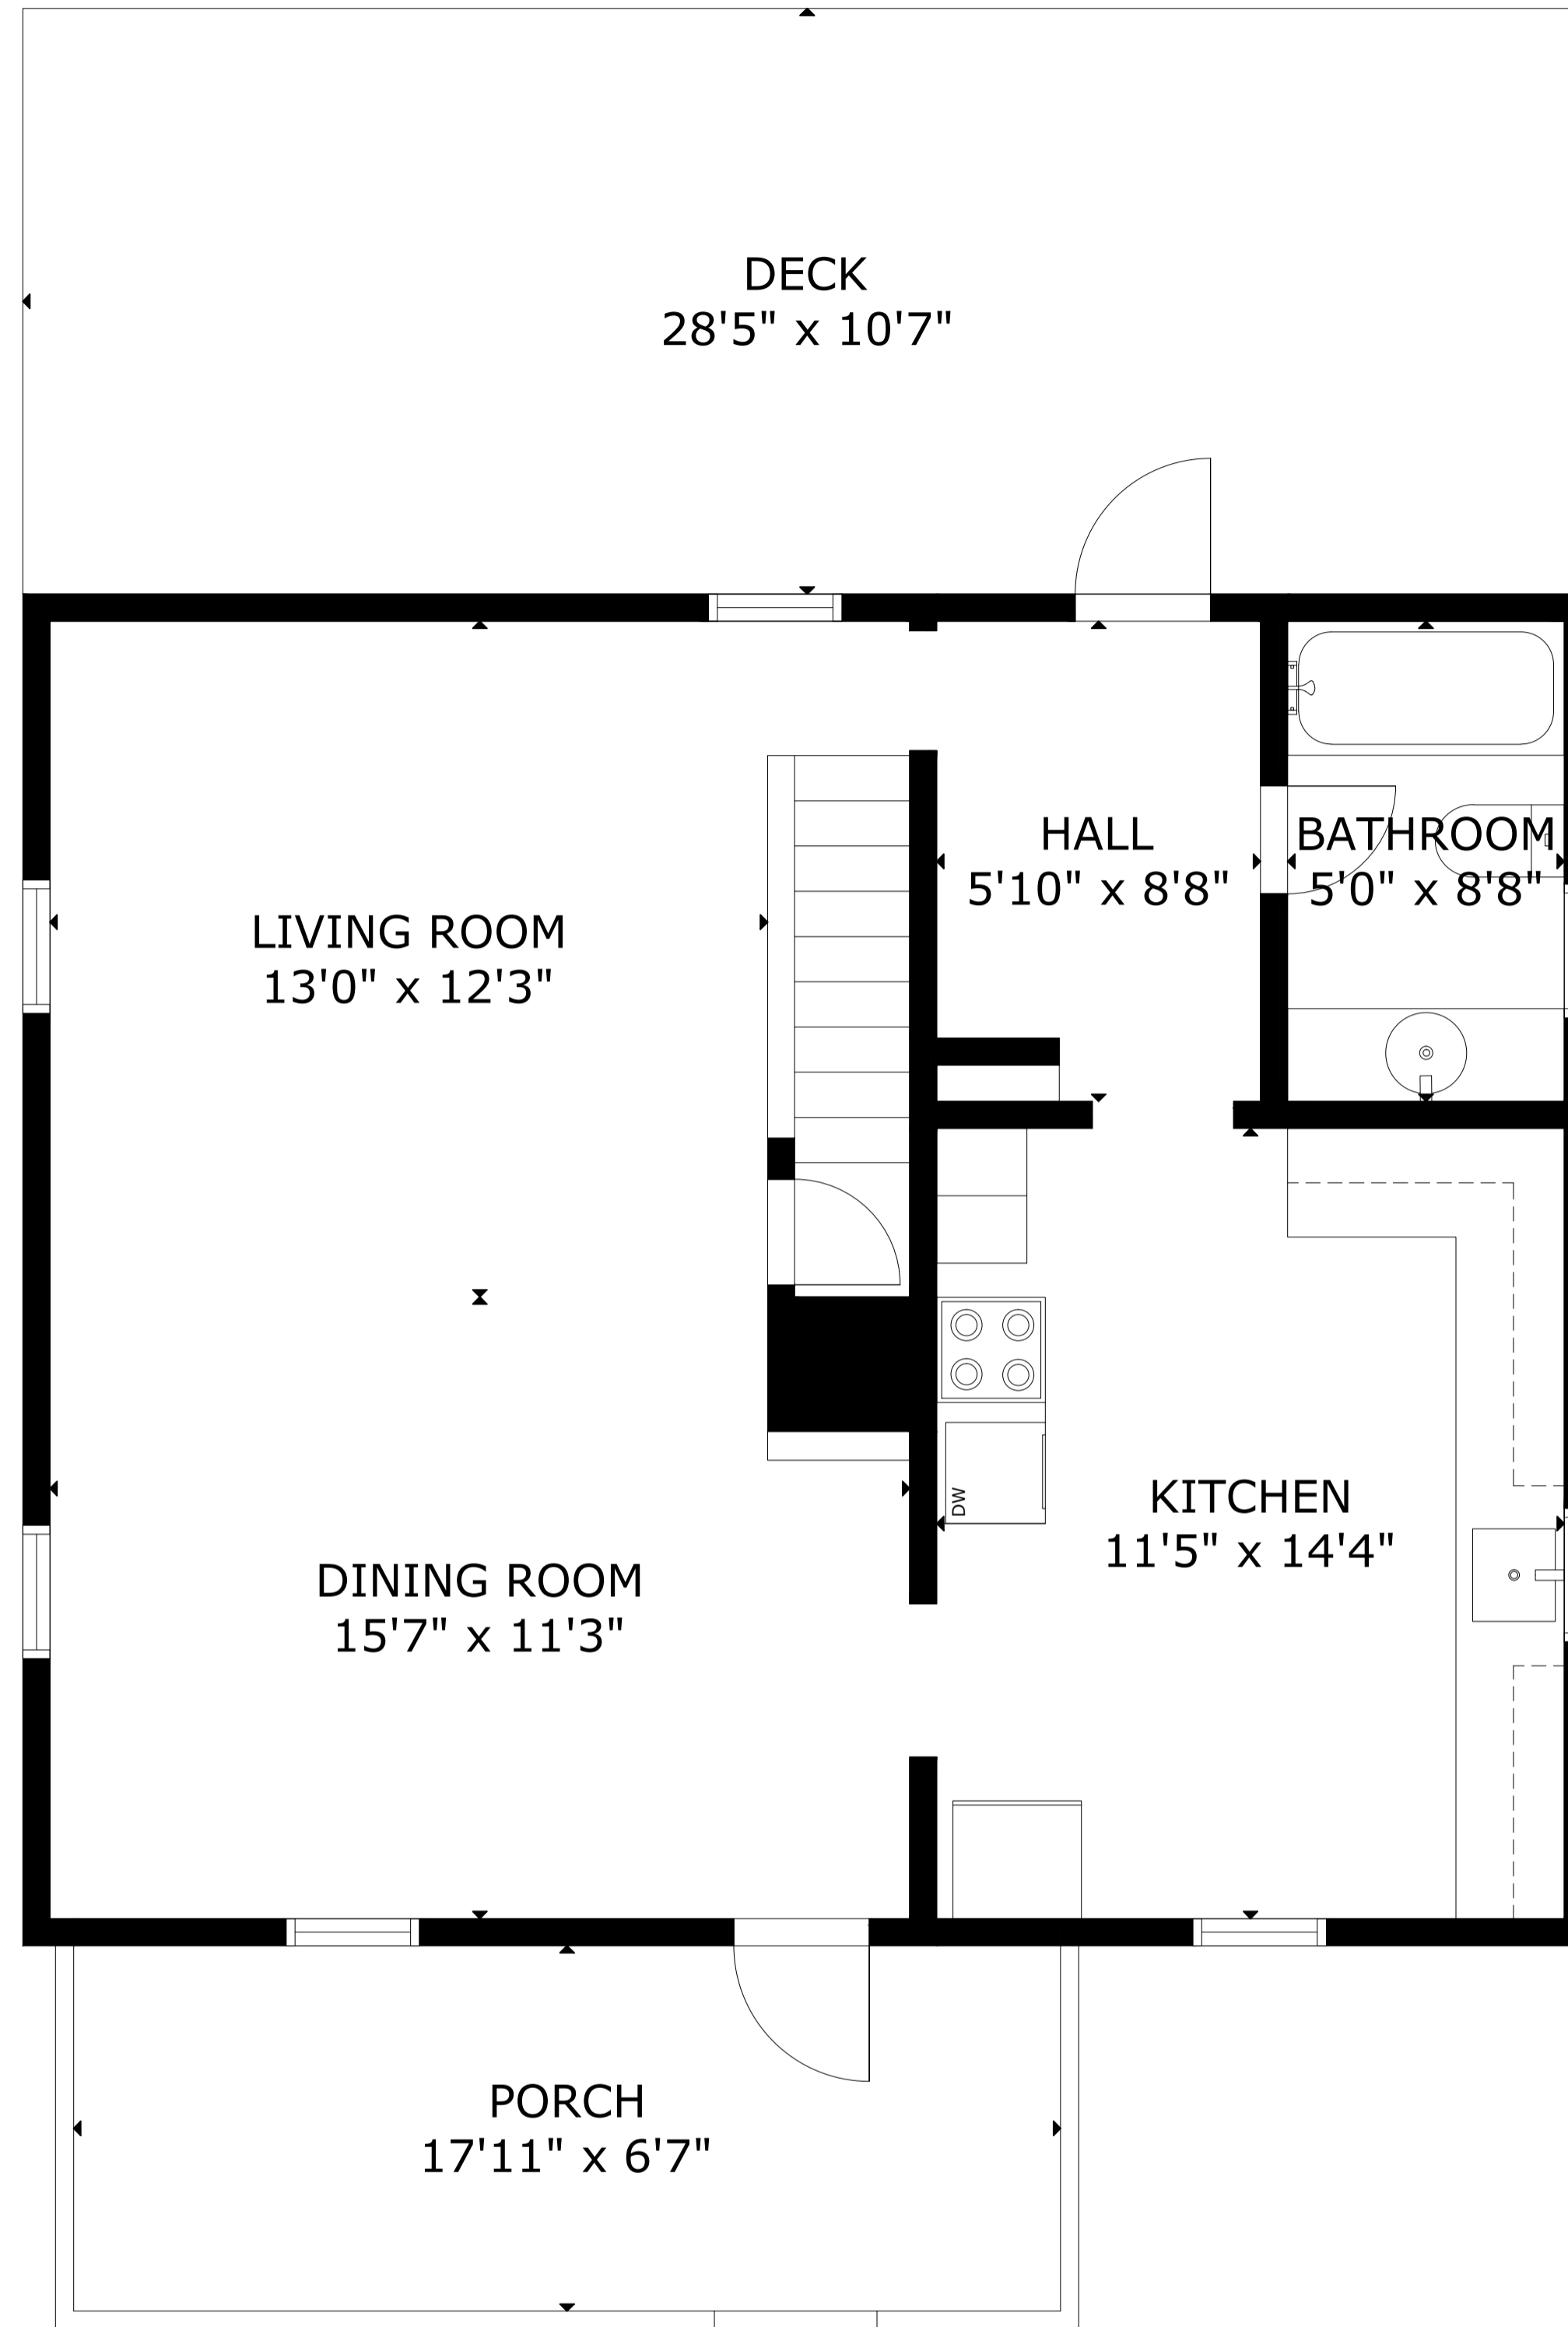 DECK
28'5" x 10'7"
HALL
5'10" x 8'8"
BATHROOM
5'0" x 8'8"
LIVING ROOM
13'0" x 12'3"
DW
KITCHEN
11'5" x 14'4"
DINING ROOM
15'7" x 11'3"
PORCH
17'11" x 6'7"